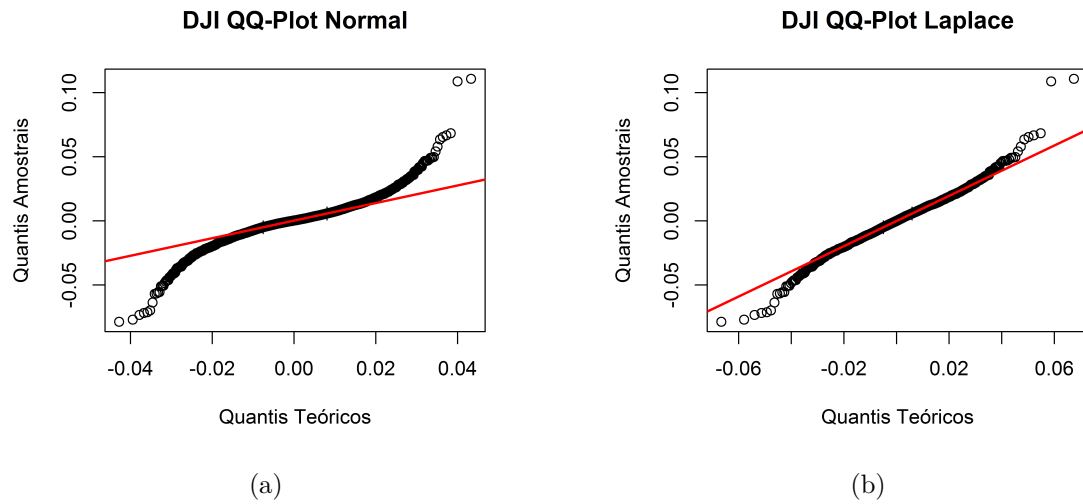 DJI QQ-Plot Normal
Quantis Amostrais
0.10
0.05
0.00
-0.05
-0.04
-0.02
0.00
0.02
0.04
Quantis Teóricos
(a)
DJI QQ-Plot Laplace
Quantis Amostrais
0.10
0.05
0.00
-0.05
-0.06
-0.02
0.02
0.06
Quantis Teóricos
(b)